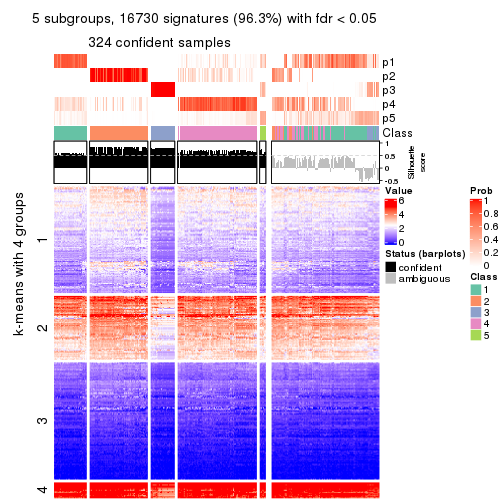 5 subgroups, 16730 signatures (96.3%) with fdr < 0.05
324 confident samples
p1
p2
p3
p4
p5
Class
1
0.5
0
-0.5
Silhouette
score
k-means with 4 groups
1
2
3
4
Value
6
4
2
0
Status (barplots)
confident
ambiguous
Prob
1
0.8
0.6
0.4
0.2
0
Class
1
2
3
4
5